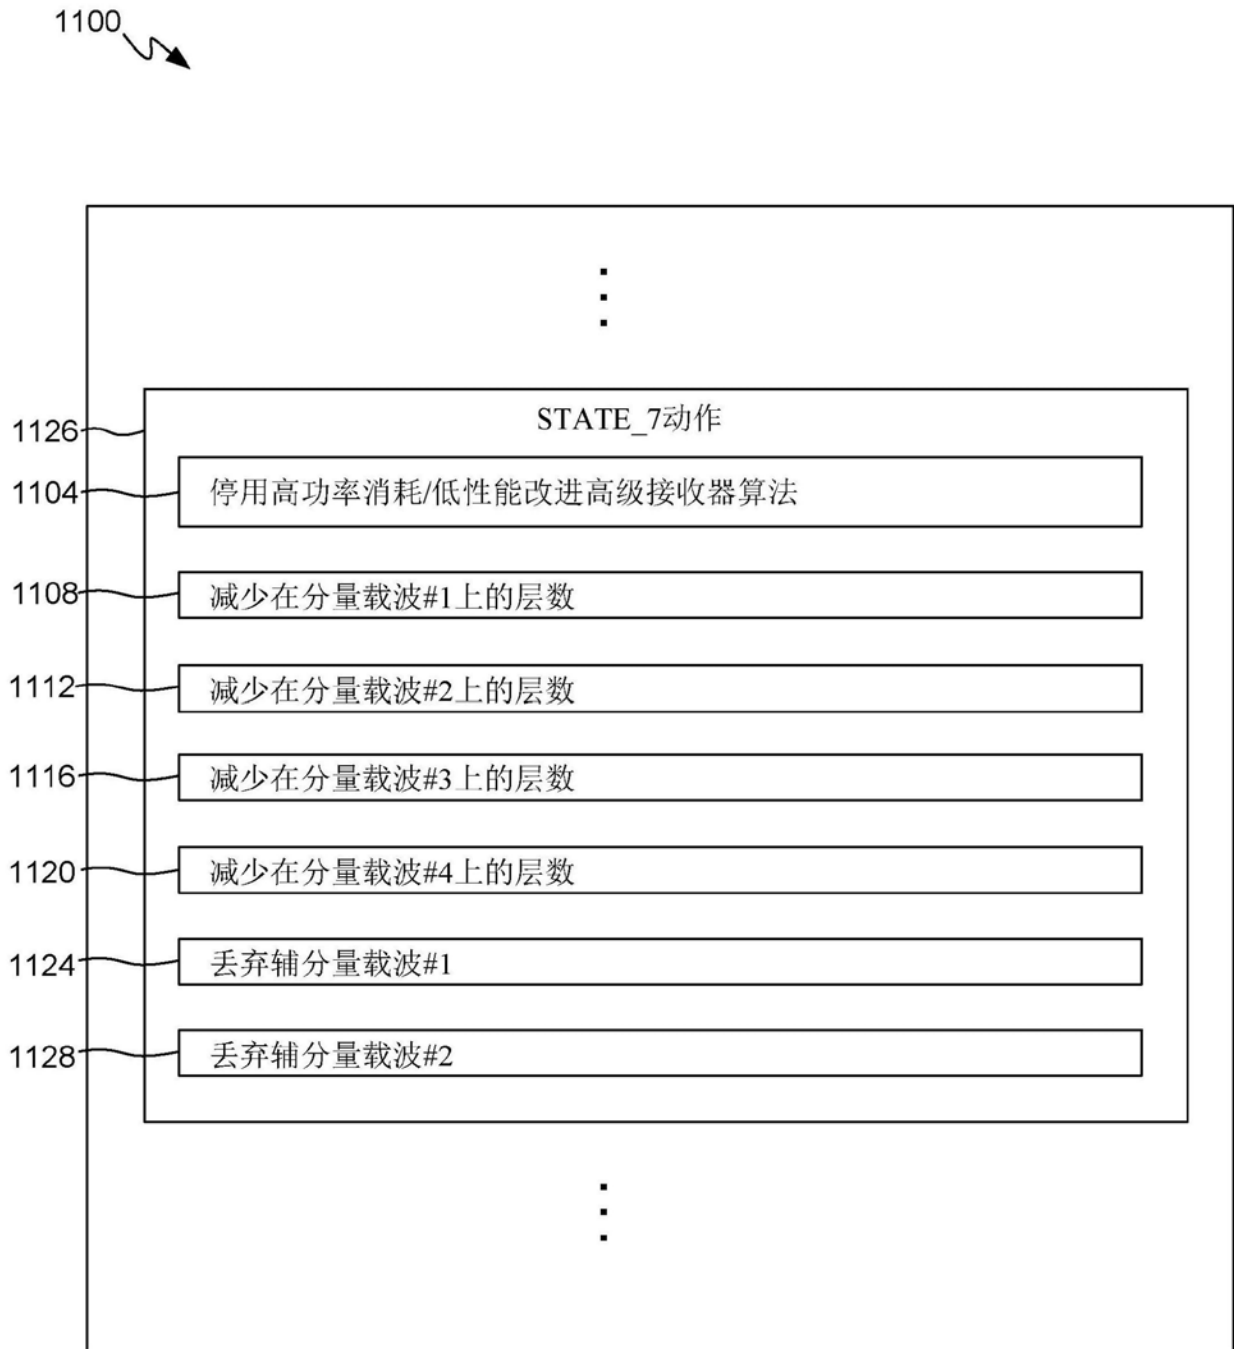 1100
STATE_7动作
1126
1104
停用高功率消耗/低性能改进高级接收器算法
1108
减少在分量载波#1上的层数
1112
减少在分量载波#2上的层数
1116
减少在分量载波#3上的层数
1120
减少在分量载波#4上的层数
1124
丢弃辅分量载波#1
1128
丢弃辅分量载波#2